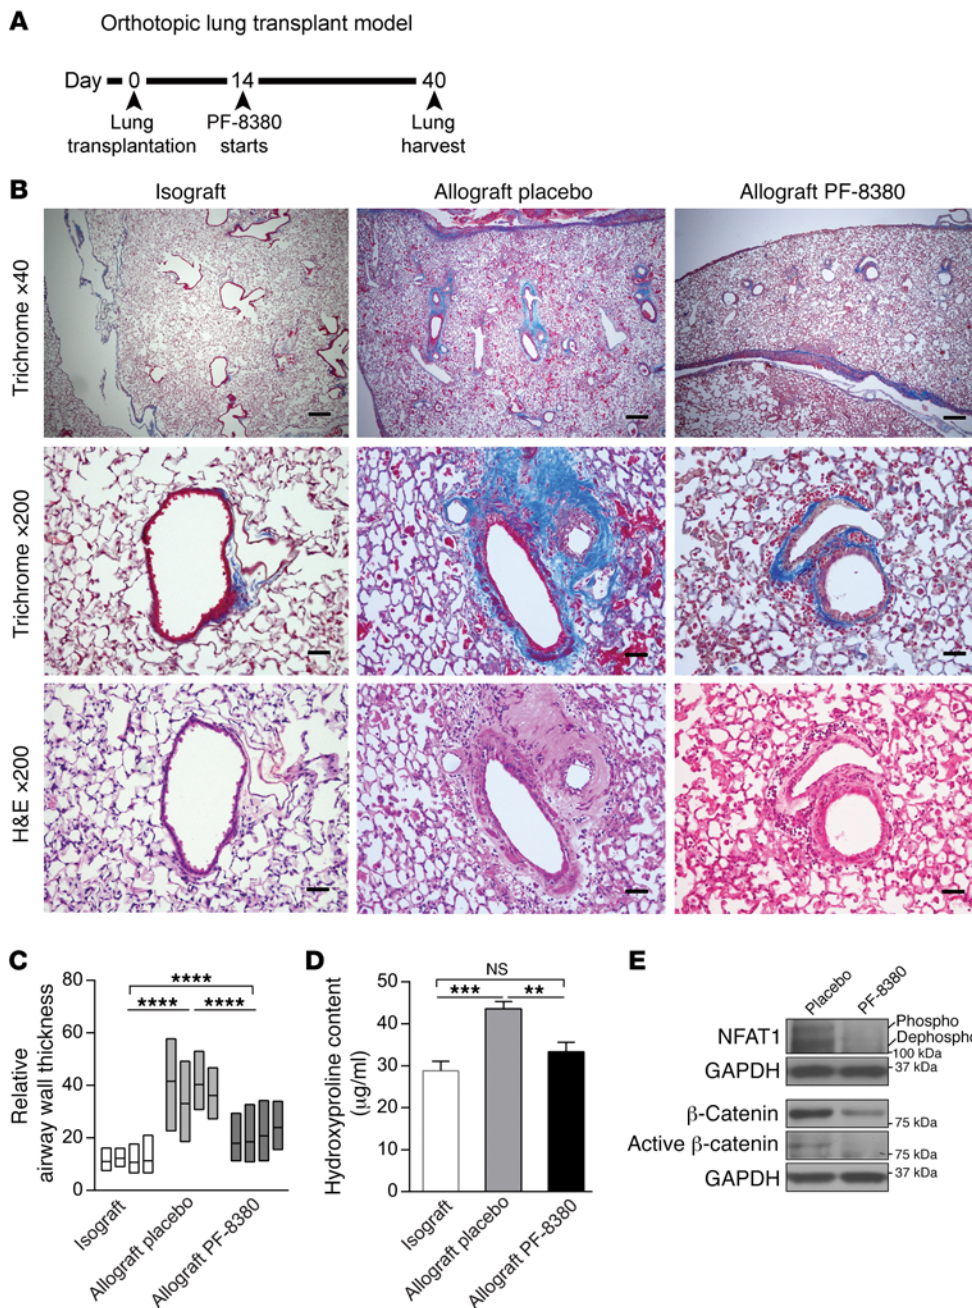 A
Orthotopic lung transplant model
Day 0 14 40
Lung transplantation
PF-8380 starts
Lung harvest
B
Isograft
Allograft placebo
Allograft PF-8380
Trichrome ×40
Trichrome ×200
H&E ×200
C
Relative
airway wall thickness
80
60
40
20
0
****
****
****
Isograft
Allograft placebo
Allograft PF-8380
D
Hydroxyproline content
(μg/ml)
50
40
30
20
10
0
NS
***
**
Isograft
Allograft placebo
Allograft PF-8380
E
Placebo
PF-8380
NFAT1
Phospho
Dephospho
100 kDa
GAPDH
37 kDa
β-Catenin
75 kDa
Active β-catenin
75 kDa
GAPDH
37 kDa